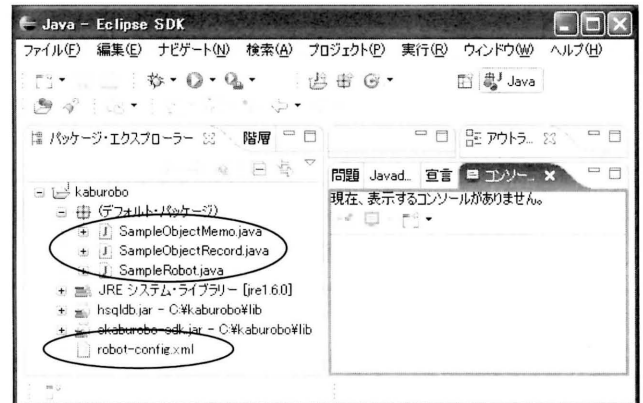 Java - Eclipse SDK
ファイル(F) 編集(E) ナビゲート(N) 検索(A) プロジェクト(P) 実行(R) ウィンドウ(W) ヘルプ(H)
Java
パッケージ・エクスプローラー 階層
アウトラ...
問題 Javad... 宣言 コンソー...
現在、表示するコンソールがありません。
kaburobo
(デフォルト・パッケージ)
SampleObjectMemo.java
SampleObjectRecord.java
SampleRobot.java
JRE システム・ライブラリー [jre1.6.0]
hsqldb.jar - C:¥kaburobo¥lib
skaburobo-sdk.jar - C:¥kaburobo¥lib
robot-config.xml